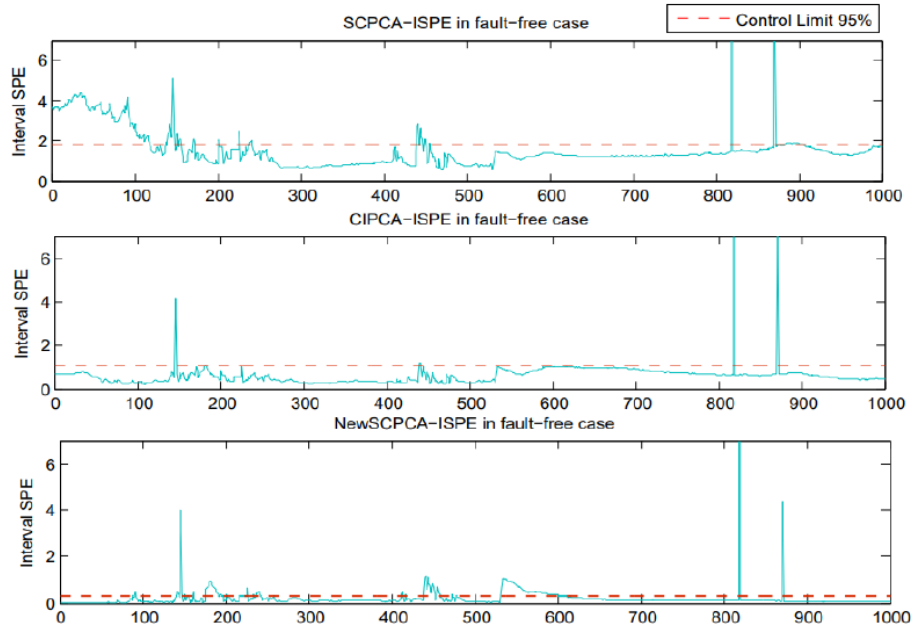 SCPCA-ISPE in fault-free case
Control Limit 95%
Interval SPE
6
4
2
0
0 100 200 300 400 500 600 700 800 900 1000
CIPCA-ISPE in fault-free case
Interval SPE
6
4
2
0
0 100 200 300 400 500 600 700 800 900 1000
NewSCPCA-ISPE in fault-free case
Interval SPE
6
4
2
0
0 100 200 300 400 500 600 700 800 900 1000